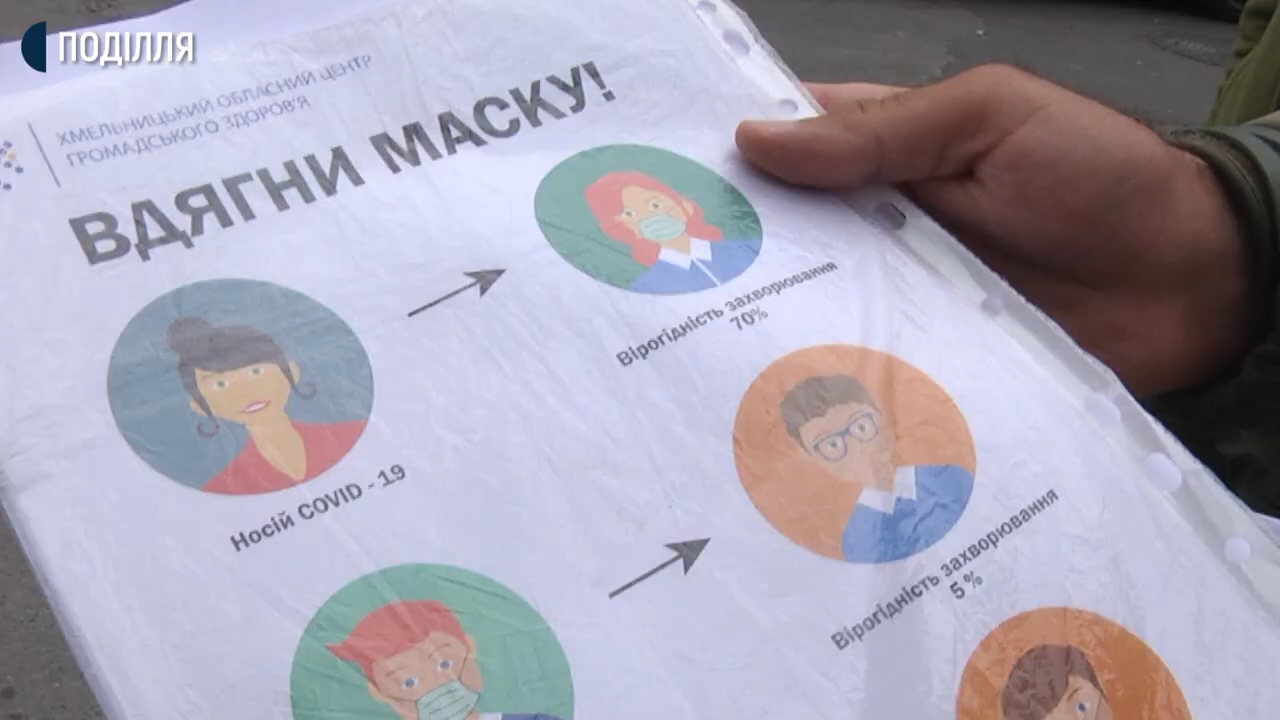 ПОДІЛЛЯ
ХМЕЛЬНИЦЬКИЙ ОБЛАСНИЙ ЦЕНТР
ГРОМАДСЬКОГО ЗДОРОВ'Я
ВДЯГНИ МАСКУ!
Вірогідність захворювання
70%
Носій COVID - 19
Вірогідність захворювання
5 %